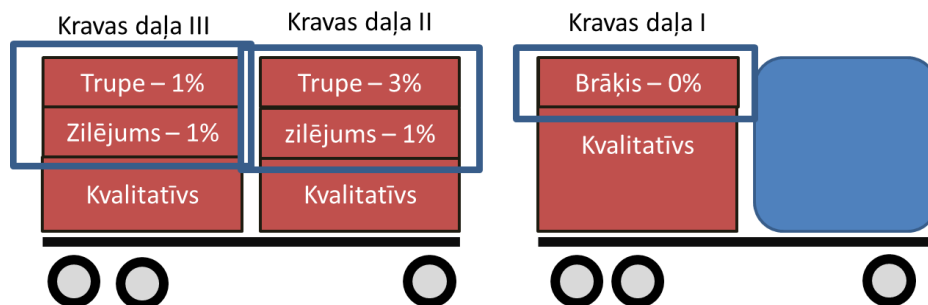 Kravas daļa III
Trupe – 1%
Zilējums – 1%
Kvalitatīvs
Kravas daļa II
Trupe – 3%
zilējums – 1%
Kvalitatīvs
Kravas daļa I
Brāķis – 0%
Kvalitatīvs